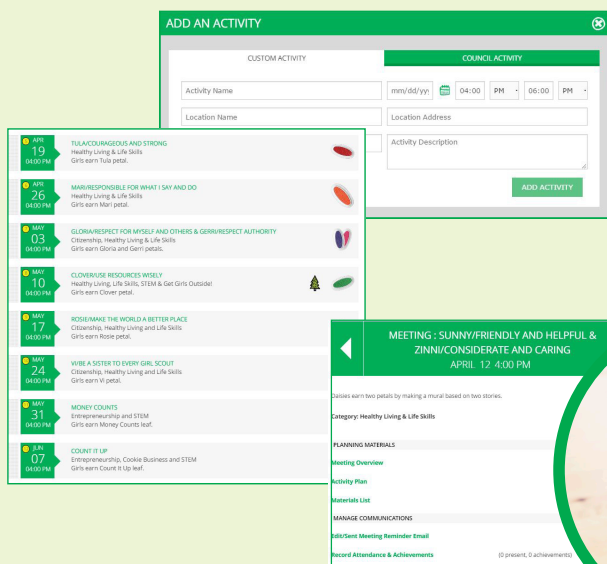 ADD AN ACTIVITY
CUSTOM ACTIVITY
COUNCIL ACTIVITY
Activity Name
mm/dd/yy
04:00
PM
06:00
PM
Location Name
Location Address
Activity Description
ADD ACTIVITY
APR
19
04:00 PM
TULA/COURAGEOUS AND STRONG
Healthy Living & Life Skills
Girls earn Tula petal.
APR
26
04:00 PM
MARI/RESPONSIBLE FOR WHAT I SAY AND DO
Healthy Living & Life Skills
Girls earn Mari petal.
MAY
03
04:00 PM
GLORIA/RESPECT FOR MYSELF AND OTHERS & GERRI/RESPECT AUTHORITY
Citizenship, Healthy Living & Life Skills
Girls earn Gloria and Gerri petals.
MAY
10
04:00 PM
CLOVER/USE RESOURCES WISELY
Healthy Living, Life Skills, STEM & Get Girls Outside!
Girls earn Clover petal.
MAY
17
04:00 PM
ROSIE/MAKE THE WORLD A BETTER PLACE
Citizenship, Healthy Living and Life Skills
Girls earn Rosie petal.
MAY
24
04:00 PM
VI/BE A SISTER TO EVERY GIRL SCOUT
Citizenship, Healthy Living and Life Skills
Girls earn Vi petal.
MAY
31
04:00 PM
MONEY COUNTS
Entrepreneurship and STEM
Girls earn Money Counts leaf.
JUN
07
04:00 PM
COUNT IT UP
Entrepreneurship, Cookie Business and STEM
Girls earn Count It Up leaf.
MEETING : SUNNY/FRIENDLY AND HELPFUL &
ZINNI/CONSIDERATE AND CARING
APRIL 12 4:00 PM
Daisies earn two petals by making a mural based on two stories.
Category: Healthy Living & Life Skills
PLANNING MATERIALS
Meeting Overview
Activity Plan
Materials List
MANAGE COMMUNICATIONS
Edit/Sent Meeting Reminder Email
Record Attendance & Achievements
(0 present, 0 achievements)